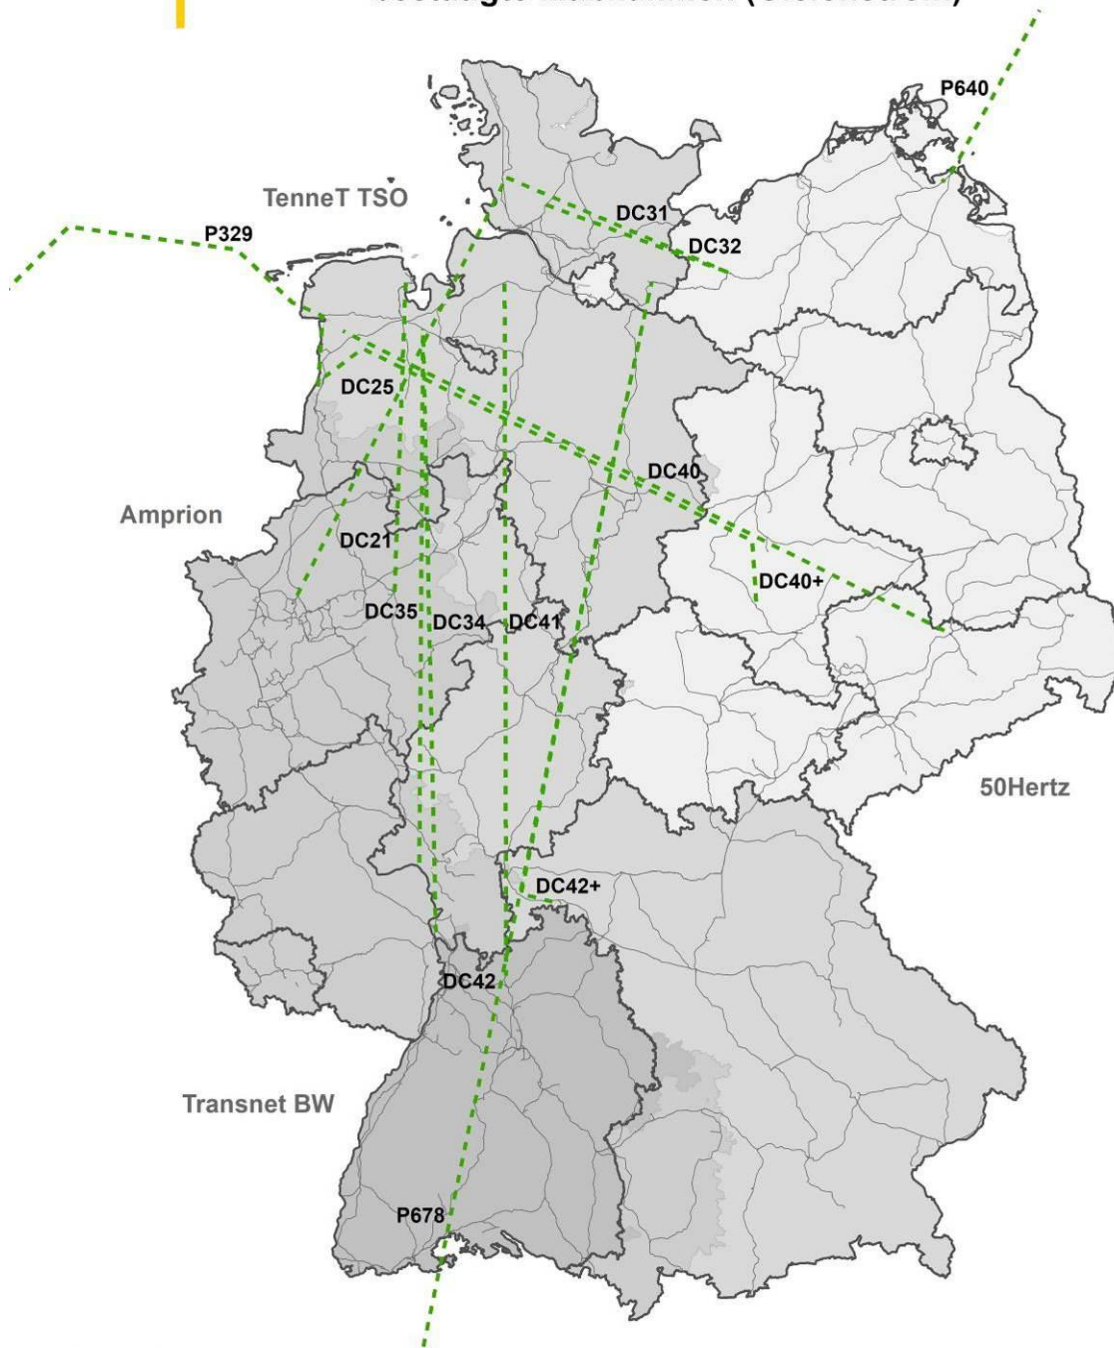 P640
TenneT TSO
DC31
P329
DC32
DC25
DC40
Amprion
DC21
DC40+
DC35
DC34
DC41
50Hertz
DC42+
DC42
Transnet BW
P678